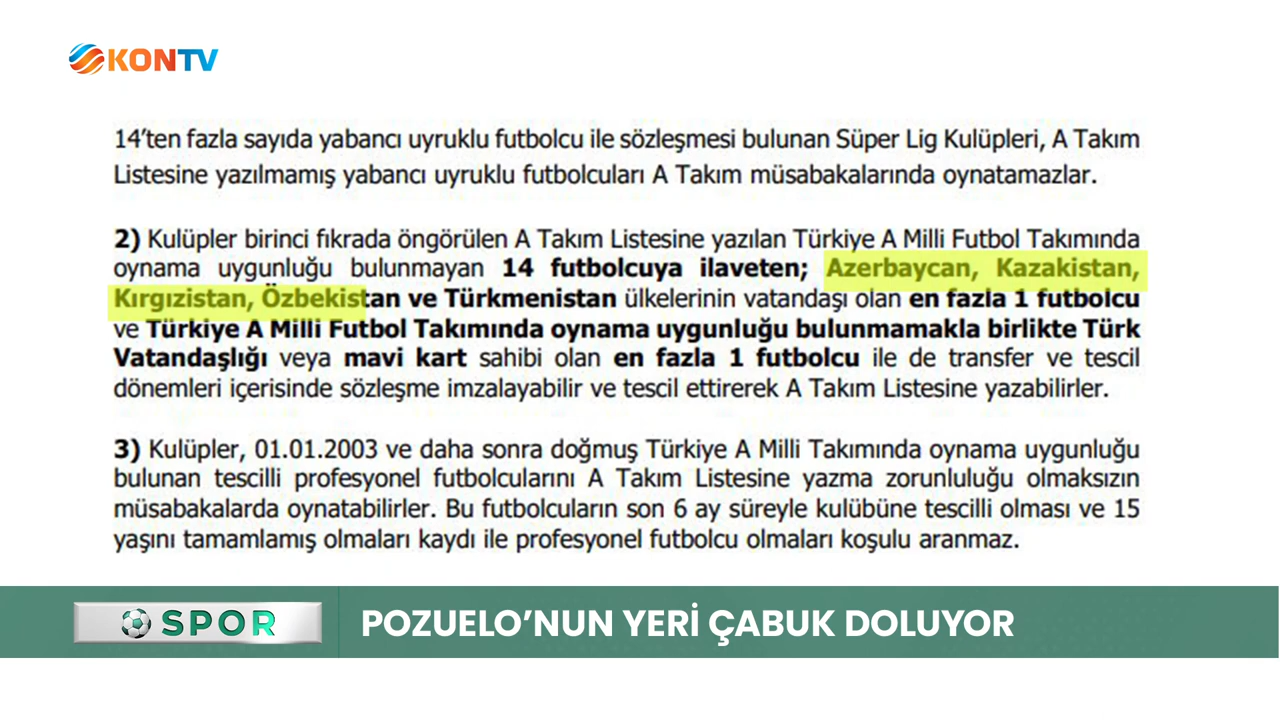 KONTV
14’ten fazla sayıda yabancı uyruklu futbolcu ile sözleşmesi bulunan Süper Lig Kulüpleri, A Takım
Listesine yazılmamış yabancı uyruklu futbolcuları A Takım müsabakalarında oynatamazlar.
2) Kulüpler birinci fıkrada öngörülen A Takım Listesine yazılan Türkiye A Milli Futbol Takımında
oynama uygunluğu bulunmayan 14 futbolcuya ilaveten; Azerbaycan, Kazakistan,
Kırgızistan, Özbekistan ve Türkmenistan ülkelerinin vatandaşı olan en fazla 1 futbolcu
ve Türkiye A Milli Futbol Takımında oynama uygunluğu bulunmamakla birlikte Türk
Vatandaşlığı veya mavi kart sahibi olan en fazla 1 futbolcu ile de transfer ve tescil
dönemleri içerisinde sözleşme imzalayabilir ve tescil ettirerek A Takım Listesine yazabilirler.
3) Kulüpler, 01.01.2003 ve daha sonra doğmuş Türkiye A Milli Takımında oynama uygunluğu
bulunan tescilli profesyonel futbolcularını A Takım Listesine yazma zorunluluğu olmaksızın
müsabakalarda oynatabilirler. Bu futbolcuların son 6 ay süreyle kulübüne tescilli olması ve 15
yaşını tamamlamış olmaları kaydı ile profesyonel futbolcu olmaları koşulu aranmaz.
SPOR
POZUELO’NUN YERİ ÇABUK DOLUYOR